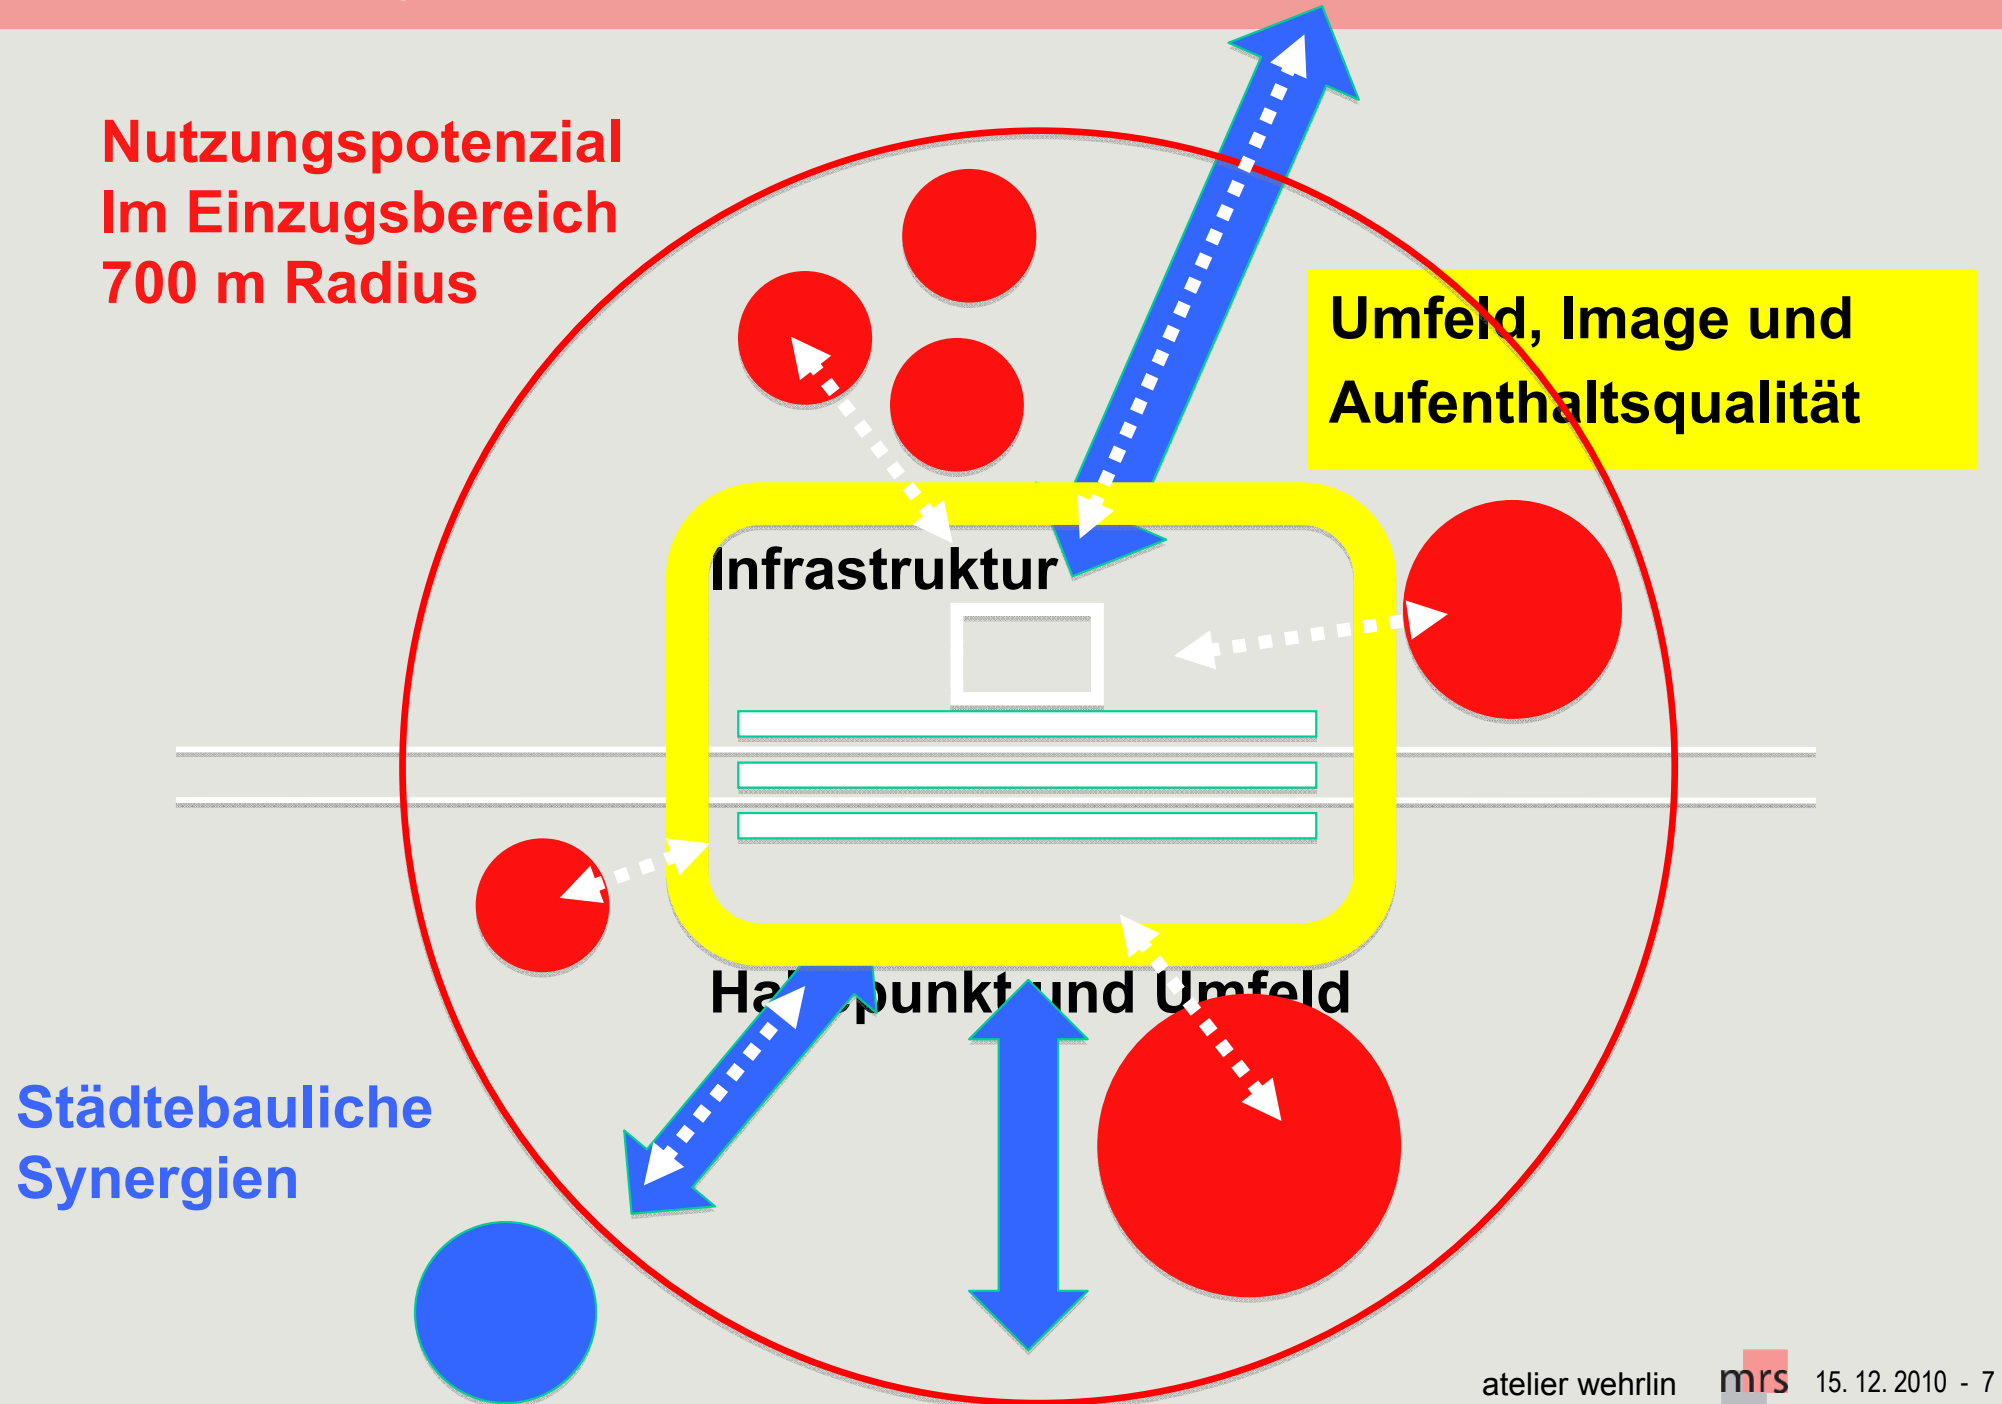 Nutzungspotenzial
Im Einzugsbereich
700 m Radius
Umfeld, Image und
Aufenthaltsqualität
Infrastruktur
Haltepunkt und Umfeld
Städtebauliche
Synergien
atelier wehrlin mrs 15. 12. 2010 - 7